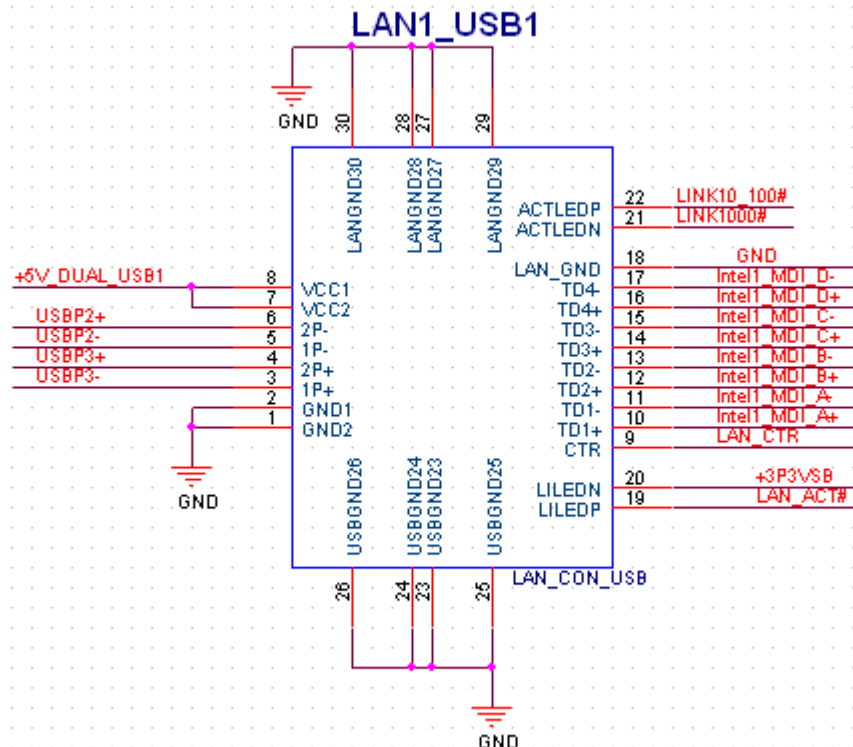 LAN1_USB1
GND
30
28
27
29
LANGND30
LANGND28
LANGND27
LANGND29
ACTLEDP 22 LINK10_100#
ACTLEDN 21 LINK1000#
LAN_GND 18 GND
TD4- 17 Intel1_MDI_D-
TD4+ 16 Intel1_MDI_D+
TD3- 15 Intel1_MDI_C-
TD3+ 14 Intel1_MDI_C+
TD2- 13 Intel1_MDI_B-
TD2+ 12 Intel1_MDI_B+
TD1- 11 Intel1_MDI_A-
TD1+ 10 Intel1_MDI_A+
CTR 9 LAN_CTR
LILEDN 20 +3P3VSB
LILEDP 19 LAN_ACT#
+5V_DUAL_USB1 8 VCC1
7 VCC2
USBP2+ 6 2P-
USBP2- 5 1P-
USBP3+ 4 2P+
USBP3- 3 1P+
2 GND1
1 GND2
GND
USBGND26
USBGND24
USBGND23
USBGND25
LAN_CON_USB
26
24
23
25
GND